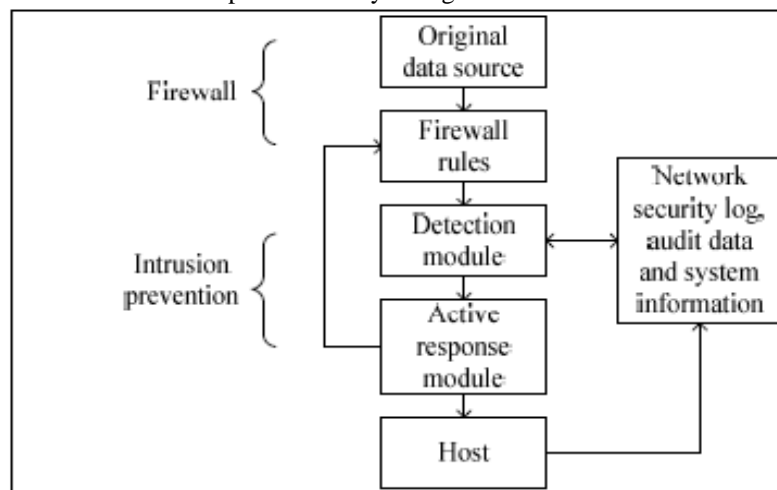 Original
data source
Firewall
Firewall
rules
Network
security log,
audit data
and system
information
Detection
module
Intrusion
prevention
Active
response
module
Host